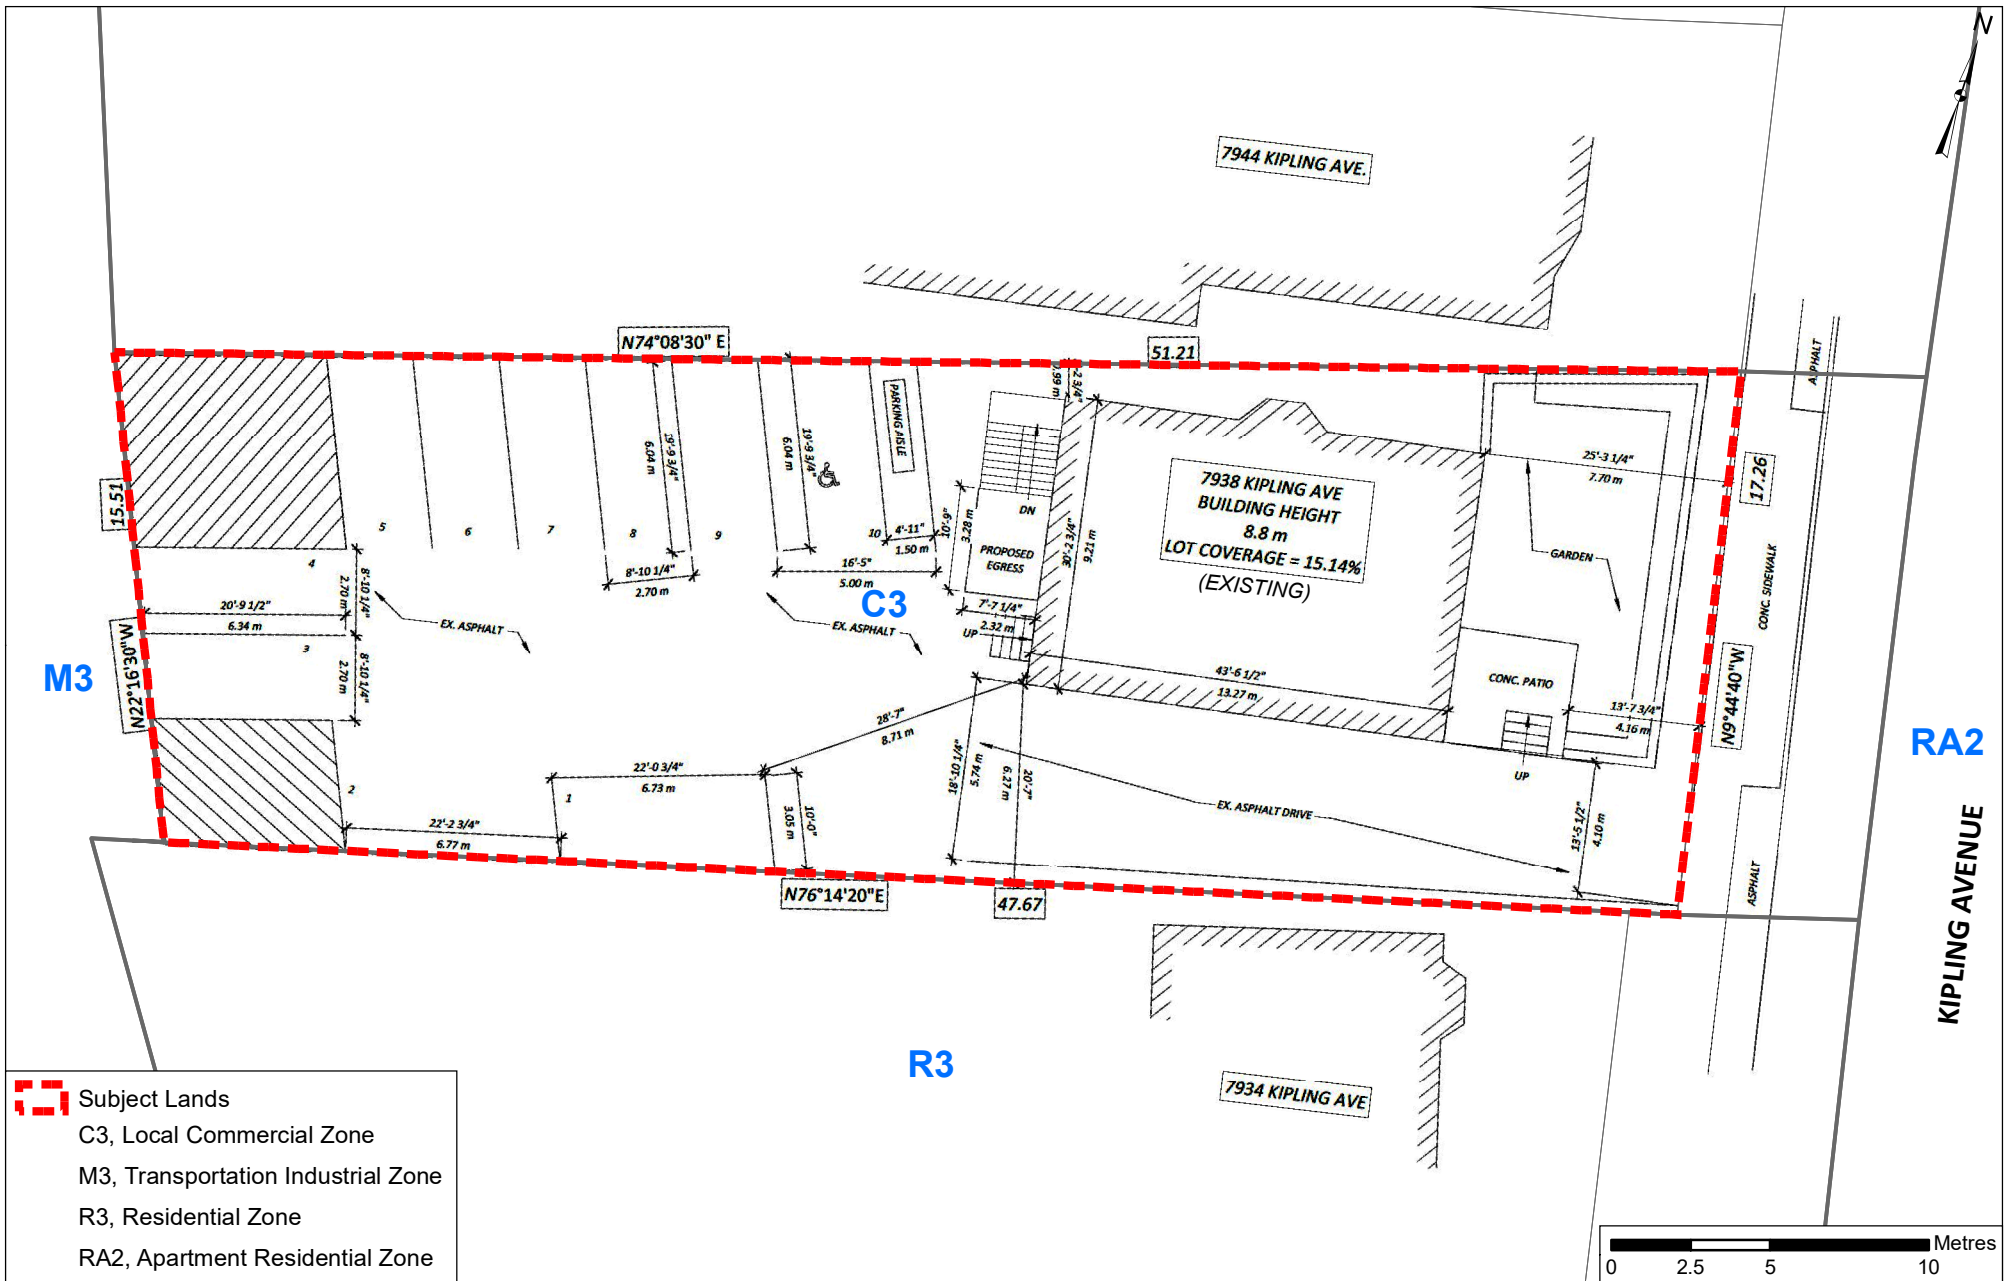 N
7944 KIPLING AVE.
N74°08'30" E
51.21
ASPHALT
PARKING AISLE
2 3/4"
0.99 m
19'-9 3/4"
6.04 m
19'-9 3/4"
6.04 m
25'-3 1/4"
7.70 m
17.26
15.51
7938 KIPLING AVE
BUILDING HEIGHT
8.8 m
LOT COVERAGE = 15.14%
(EXISTING)
30'-2 3/4"
9.21 m
DN
10'-9"
3.28 m
PROPOSED
EGRESS
5
6
7
8
9
10
4'-11"
1.50 m
16'-5"
5.00 m
8'-10 1/4"
2.70 m
GARDEN
CONC. SIDEWALK
4
8'-10 1/4"
2.70 m
20'-9 1/2"
6.34 m
3
8'-10 1/4"
2.70 m
EX. ASPHALT
C3
EX. ASPHALT
7'-7 1/4"
2.32 m
UP
M3
N22°16'30"W
43'-6 1/2"
13.27 m
CONC. PATIO
13'-7 3/4"
4.16 m
N9°44'40"W
RA2
28'-7"
8.71 m
18'-10 1/4"
5.74 m
20'-7"
6.27 m
UP
2
1
22'-0 3/4"
6.73 m
10'-0"
3.05 m
22'-2 3/4"
6.77 m
EX. ASPHALT DRIVE
13'-5 1/2"
4.10 m
ASPHALT
KIPLING AVENUE
N76°14'20"E
47.67
R3
7934 KIPLING AVE
Subject Lands
C3, Local Commercial Zone
M3, Transportation Industrial Zone
R3, Residential Zone
RA2, Apartment Residential Zone
Metres
0 2.5 5 10